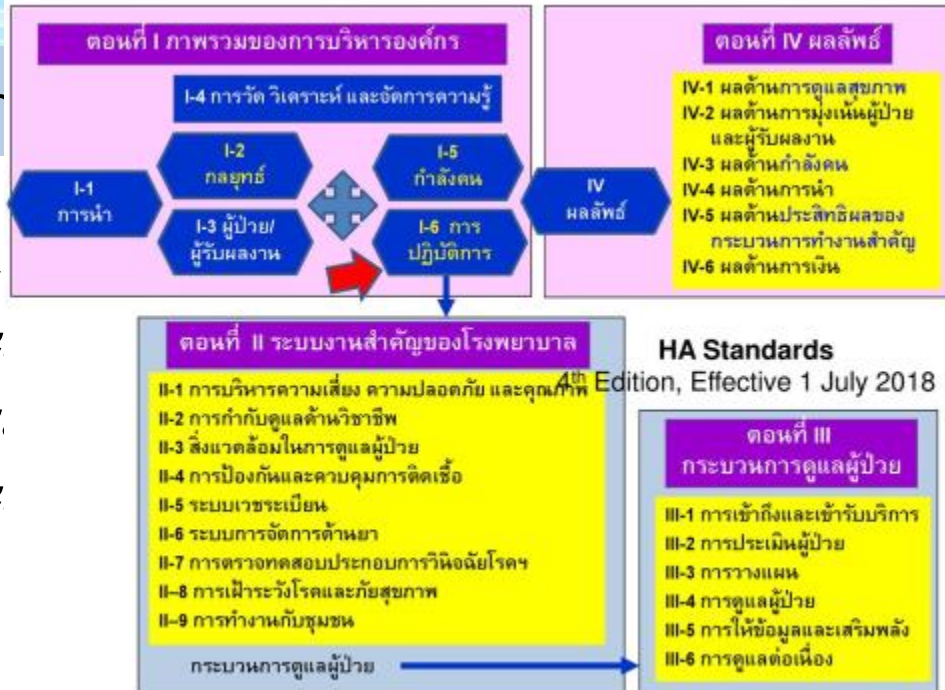 ตอนที่ I ภาพรวมของการบริหารองค์กร
I-4 การวัด วิเคราะห์ และจัดการความรู้
I-1
การนำ
I-2
กลยุทธ์
I-3 ผู้ป่วย/
ผู้รับผลงาน
I-5
กำลังคน
I-6 การ
ปฏิบัติการ
IV
ผลลัพธ์
ตอนที่ IV ผลลัพธ์
IV-1 ผลด้านการดูแลสุขภาพ
IV-2 ผลด้านการมุ่งเน้นผู้ป่วย
และผู้รับผลงาน
IV-3 ผลด้านกำลังคน
IV-4 ผลด้านการนำ
IV-5 ผลด้านประสิทธิผลของ
กระบวนการทำงานสำคัญ
IV-6 ผลด้านการเงิน
ตอนที่ II ระบบงานสำคัญของโรงพยาบาล
II-1 การบริหารความเสี่ยง ความปลอดภัย และคุณภาพ
II-2 การกำกับดูแลด้านวิชาชีพ
II-3 สิ่งแวดล้อมในการดูแลผู้ป่วย
II-4 การป้องกันและควบคุมการติดเชื้อ
II-5 ระบบเวชระเบียน
II-6 ระบบการจัดการด้านยา
II-7 การตรวจทดสอบประกอบการวินิจฉัยโรคฯ
II–8 การเฝ้าระวังโรคและภัยสุขภาพ
II–9 การทำงานกับชุมชน
กระบวนการดูแลผู้ป่วย
HA Standards
4th Edition, Effective 1 July 2018
ตอนที่ III
กระบวนการดูแลผู้ป่วย
III-1 การเข้าถึงและเข้ารับบริการ
III-2 การประเมินผู้ป่วย
III-3 การวางแผน
III-4 การดูแลผู้ป่วย
III-5 การให้ข้อมูลและเสริมพลัง
III-6 การดูแลต่อเนื่อง